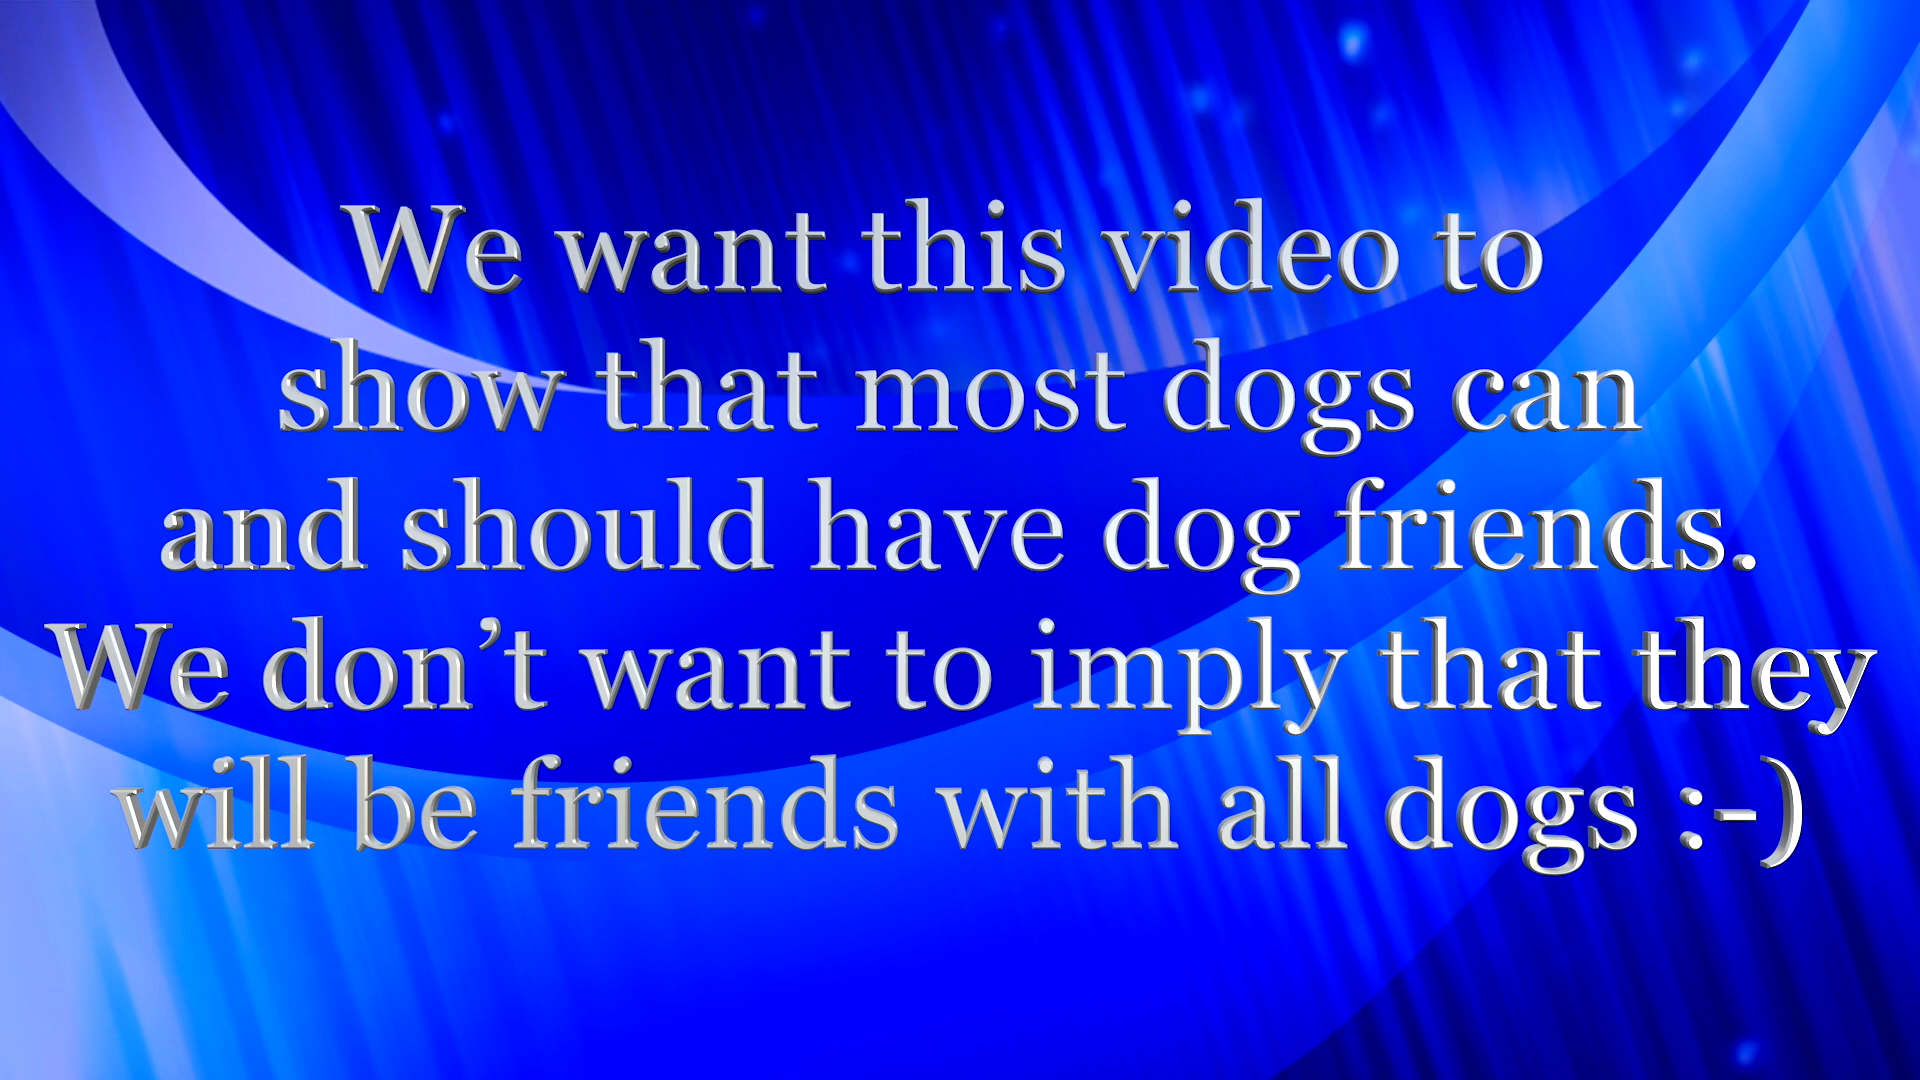 We want this video to
show that most dogs can
and should have dog friends.
We don’t want to imply that they
will be friends with all dogs :-)